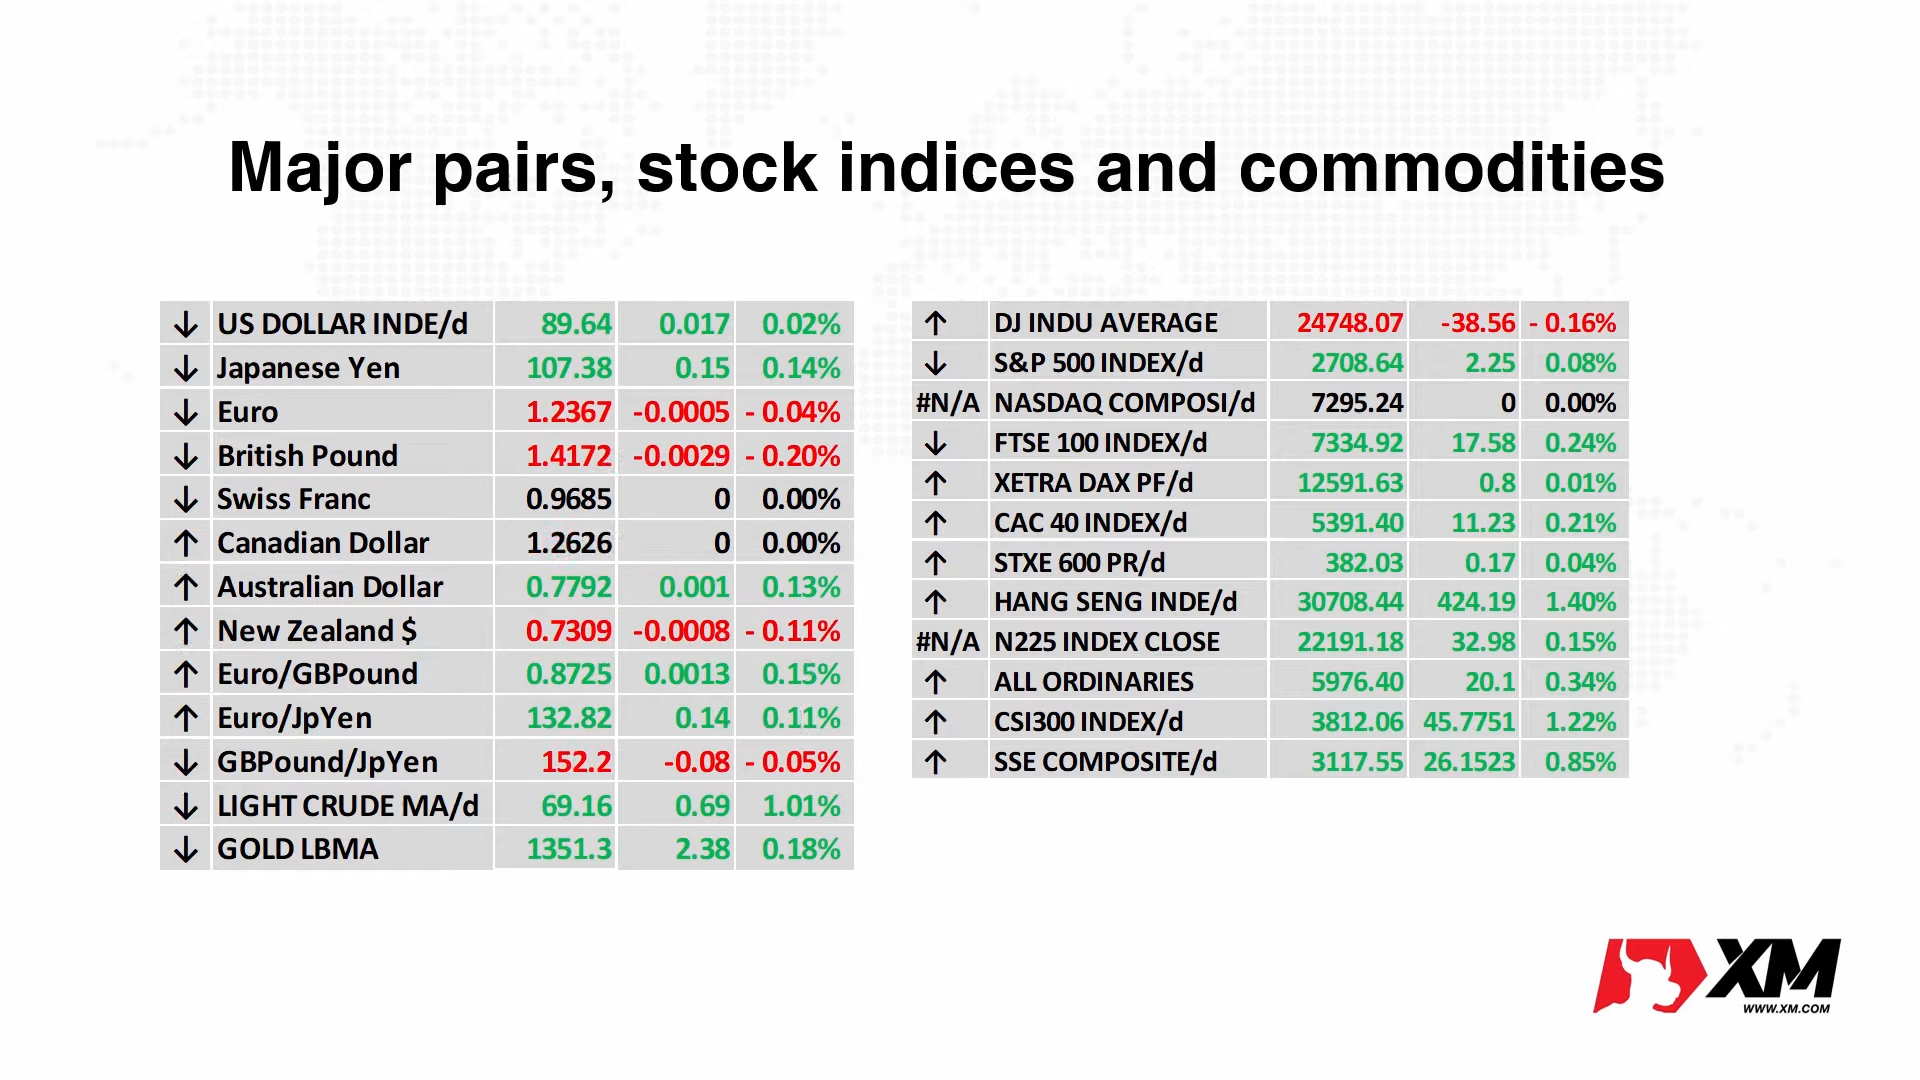 Major pairs, stock indices and commodities
↓ US DOLLAR INDE/d 89.64 0.017 0.02%
↓ Japanese Yen 107.38 0.15 0.14%
↓ Euro 1.2367 -0.0005 - 0.04%
↓ British Pound 1.4172 -0.0029 - 0.20%
↓ Swiss Franc 0.9685 0 0.00%
↑ Canadian Dollar 1.2626 0 0.00%
↑ Australian Dollar 0.7792 0.001 0.13%
↑ New Zealand $ 0.7309 -0.0008 - 0.11%
↑ Euro/GBPound 0.8725 0.0013 0.15%
↑ Euro/JpYen 132.82 0.14 0.11%
↓ GBPound/JpYen 152.2 -0.08 - 0.05%
↓ LIGHT CRUDE MA/d 69.16 0.69 1.01%
↓ GOLD LBMA 1351.3 2.38 0.18%
↑ DJ INDU AVERAGE 24748.07 -38.56 - 0.16%
↓ S&P 500 INDEX/d 2708.64 2.25 0.08%
#N/A NASDAQ COMPOSI/d 7295.24 0 0.00%
↓ FTSE 100 INDEX/d 7334.92 17.58 0.24%
↑ XETRA DAX PF/d 12591.63 0.8 0.01%
↑ CAC 40 INDEX/d 5391.40 11.23 0.21%
↑ STXE 600 PR/d 382.03 0.17 0.04%
↑ HANG SENG INDE/d 30708.44 424.19 1.40%
#N/A N225 INDEX CLOSE 22191.18 32.98 0.15%
↑ ALL ORDINARIES 5976.40 20.1 0.34%
↑ CSI300 INDEX/d 3812.06 45.7751 1.22%
↑ SSE COMPOSITE/d 3117.55 26.1523 0.85%
XM
WWW.XM.COM